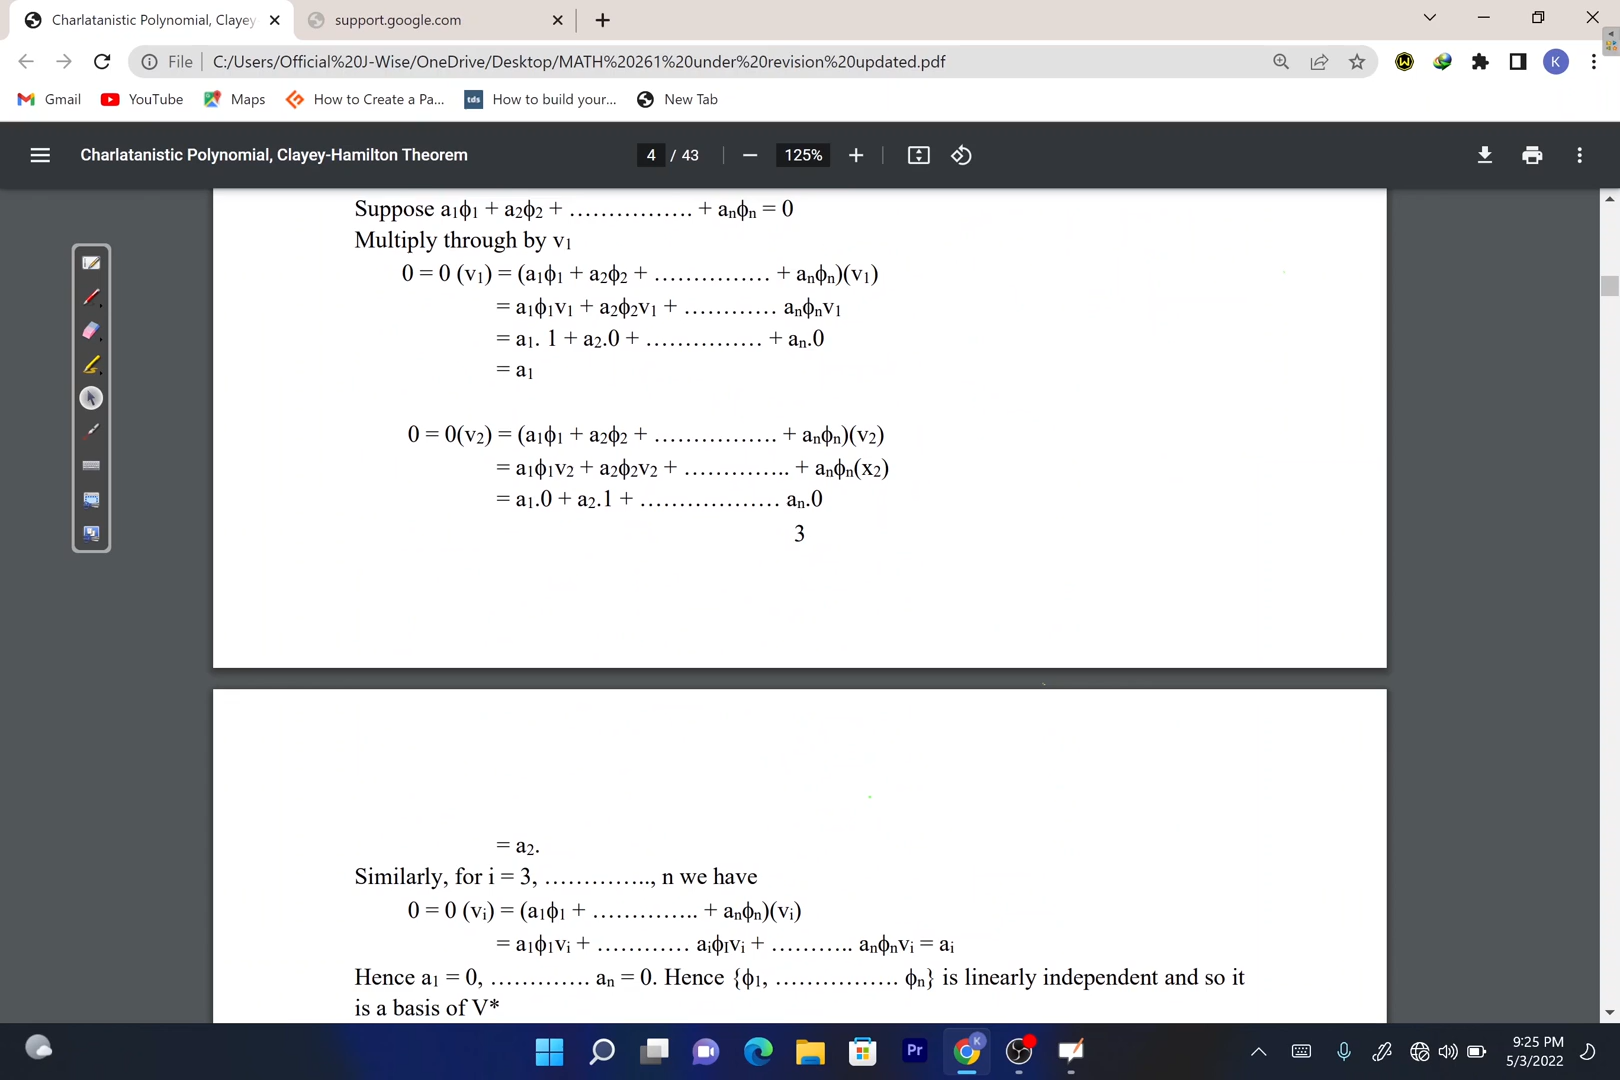 Charlatanistic Polynomial, Clayey
support.google.com
File
C:/Users/Official%20J-Wise/OneDrive/Desktop/MATH%20261%20under%20revision%20updated.pdf
K
Gmail
YouTube
Maps
How to Create a Pa...
tds
How to build your...
New Tab
Charlatanistic Polynomial, Clayey-Hamilton Theorem
4 / 43
125%
Suppose a₁ϕ₁ + a₂ϕ₂ + ……………. + aₙϕₙ = 0
Multiply through by v₁
0 = 0 (v₁) = (a₁ϕ₁ + a₂ϕ₂ + …………… + aₙϕₙ)(v₁)
= a₁ϕ₁v₁ + a₂ϕ₂v₁ + ………… aₙϕₙv₁
= a₁. 1 + a₂.0 + …………… + aₙ.0
= a₁
0 = 0(v₂) = (a₁ϕ₁ + a₂ϕ₂ + ……………. + aₙϕₙ)(v₂)
= a₁ϕ₁v₂ + a₂ϕ₂v₂ + ………….. + aₙϕₙ(x₂)
= a₁.0 + a₂.1 + ……………… aₙ.0
3
= a₂.
Similarly, for i = 3, ………….., n we have
0 = 0 (vᵢ) = (a₁ϕ₁ + ………….. + aₙϕₙ)(vᵢ)
= a₁ϕ₁vᵢ + ………… aᵢϕIvᵢ + ……….. aₙϕₙvᵢ = aᵢ
Hence a₁ = 0, …………. aₙ = 0. Hence {ϕ₁, ……………. ϕₙ} is linearly independent and so it
is a basis of V*
Pr
K
9:25 PM
5/3/2022